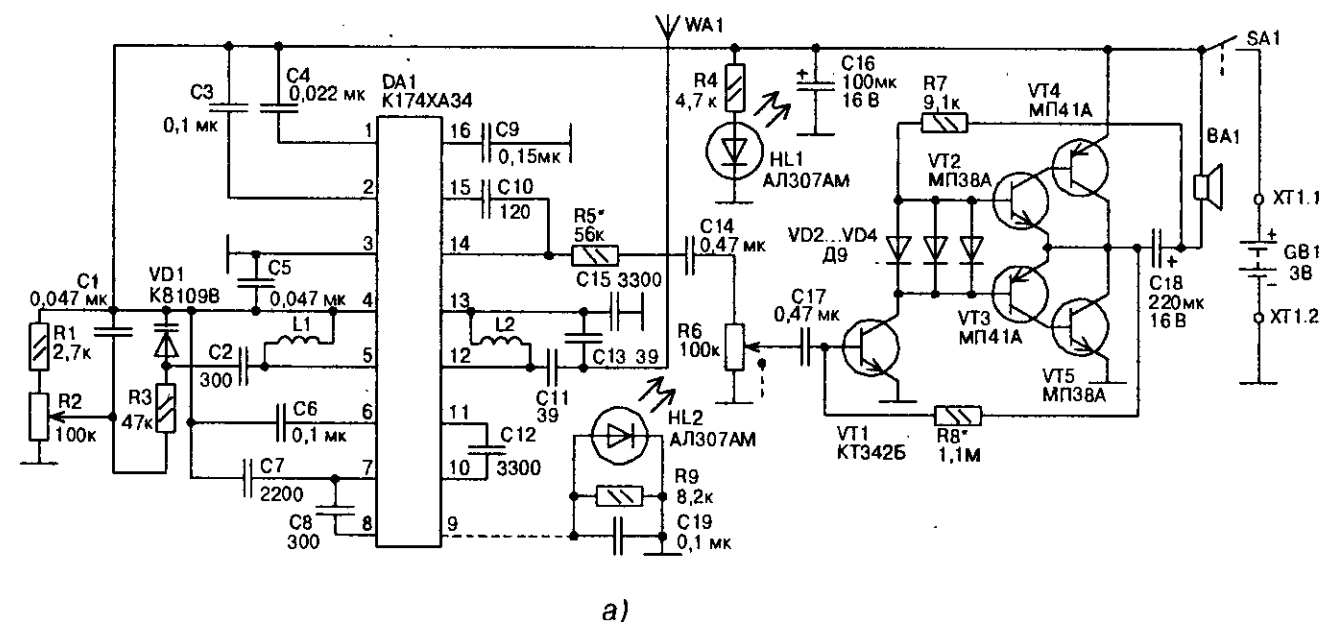 WA1
SA1
C3
0,1 мк
C4
0,022 мк
DA1
К174ХА34
1
2
3
4
5
6
7
8
16
15
14
13
12
11
10
9
C9
0,15мк
C10
120
R5*
56к
C15 3300
L2
C13 39
C11
39
C12
3300
R4
4,7 к
HL1
АЛ307АМ
C16
100мк
16 В
+
C14
0,47 мк
R6
100к
C17
0,47 мк
R7
9,1к
VT4
МП41А
VT2
МП38А
VD2...VD4
Д9
VT3
МП41А
VT5
МП38А
VT1
КТ342Б
R8*
1,1М
C18
220мк
16 В
+
BA1
XT1.1
+
GB1
3В
−
XT1.2
C1
0,047 мк
VD1
К8109В
C5
0,047 мк
L1
R1
2,7к
R2
100к
R3
47к
C2
300
C6
0,1 мк
C7
2200
C8
300
HL2
АЛ307АМ
R9
8,2к
C19
0,1 мк
а)